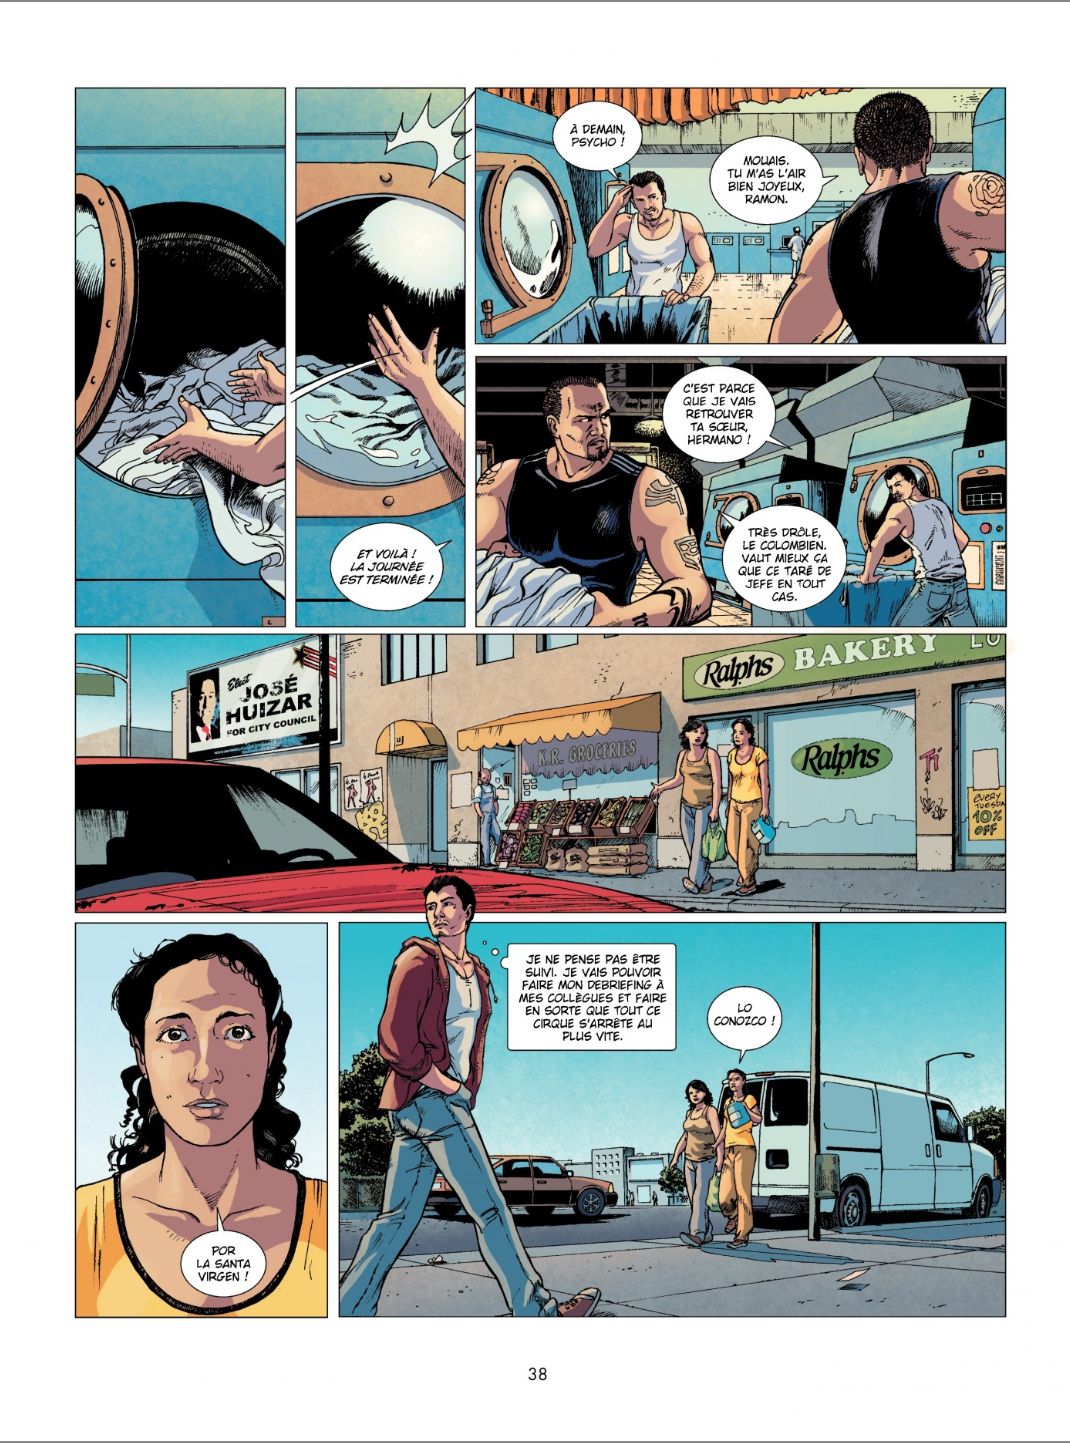 ET VOILÀ !
LA JOURNÉE
EST TERMINÉE !
À DEMAIN,
PSYCHO !
MOUAIS.
TU M'AS L'AIR
BIEN JOYEUX,
RAMON.
C'EST PARCE
QUE JE VAIS
RETROUVER
TA SŒUR,
HERMANO !
TRÈS DRÔLE,
LE COLOMBIEN.
VAUT MIEUX ÇA
QUE CE TARÉ DE
JEFE EN TOUT
CAS.
Elect
JOSÉ
HUIZAR
FOR CITY COUNCIL
K.R. GROCERIES
Ralphs BAKERY LO
Ralphs
EVERY
TUESDA
10%
OFF
POR
LA SANTA
VIRGEN !
JE NE PENSE PAS ÊTRE
SUIVI. JE VAIS POUVOIR
FAIRE MON DEBRIEFING À
MES COLLÈGUES ET FAIRE
EN SORTE QUE TOUT CE
CIRQUE S'ARRÊTE AU
PLUS VITE.
LO
CONOZCO !
38